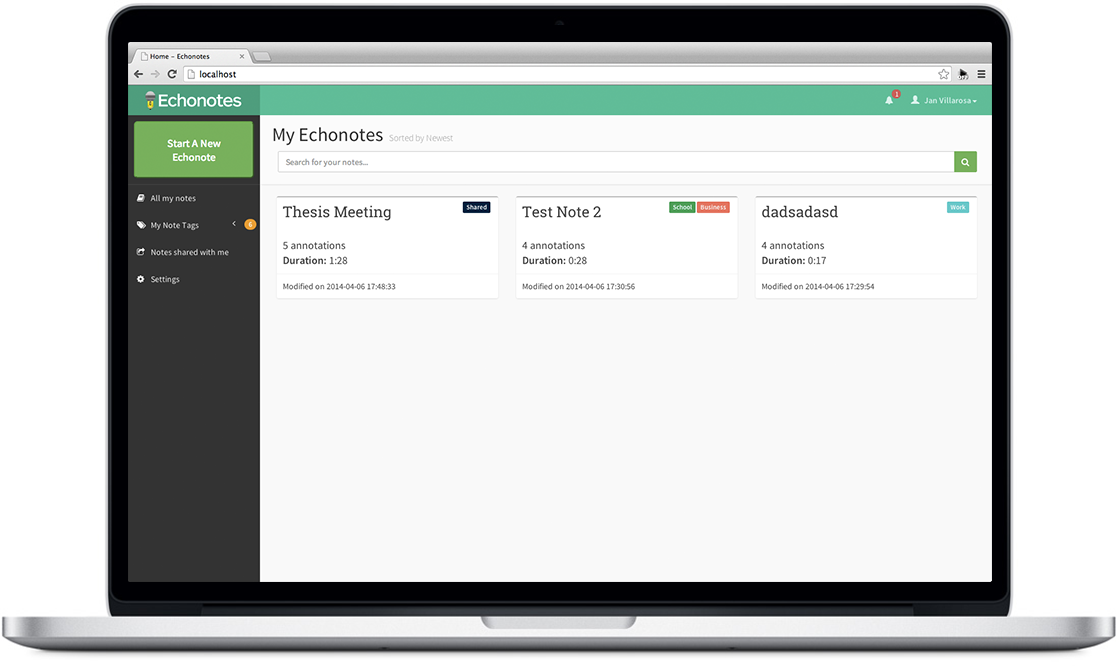 Home – Echonotes
localhost
Echonotes
1
Jan Villarosa
Start A New
Echonote
All my notes
My Note Tags
6
Notes shared with me
Settings
My Echonotes Sorted by Newest
Search for your notes...
Thesis Meeting
Shared
5 annotations
Duration: 1:28
Modified on 2014-04-06 17:48:33
Test Note 2
School Business
4 annotations
Duration: 0:28
Modified on 2014-04-06 17:30:56
dadsadasd
Work
4 annotations
Duration: 0:17
Modified on 2014-04-06 17:29:54